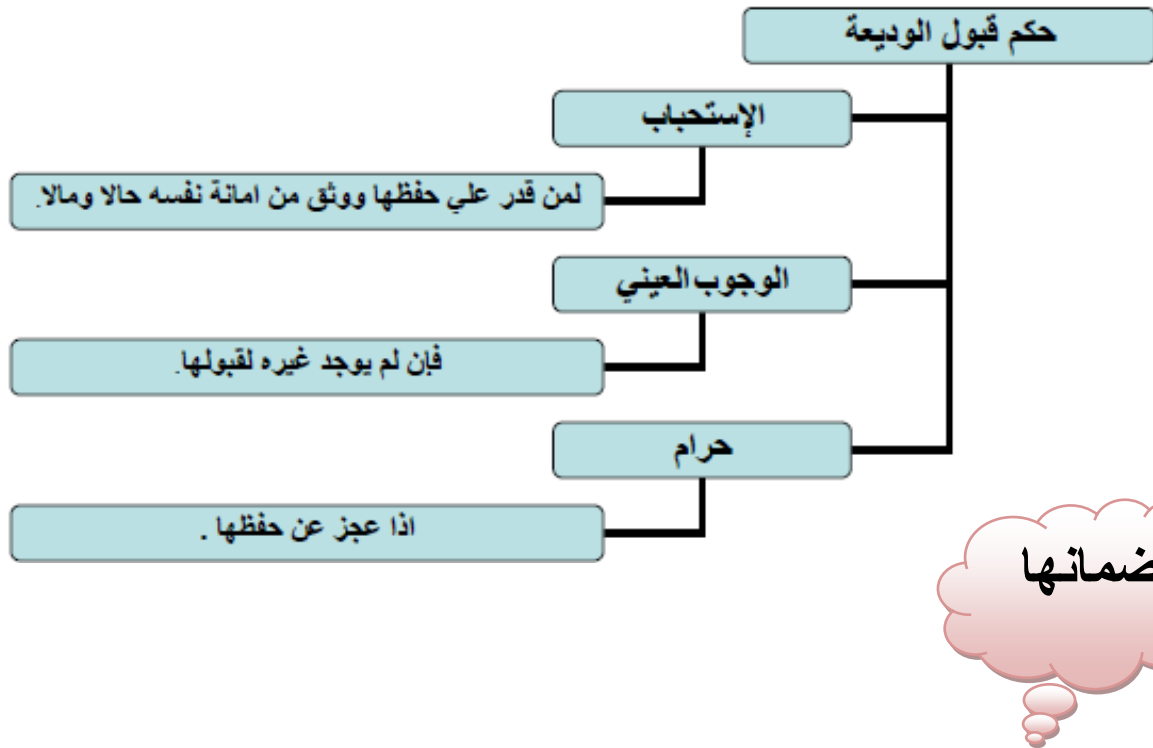 حكم قبول الوديعة
الإستحباب
لمن قدر علي حفظها ووثق من امانة نفسه حالا ومالا.
الوجوب العيني
فإن لم يوجد غيره لقبولها.
حرام
اذا عجز عن حفظها .
ضمانها